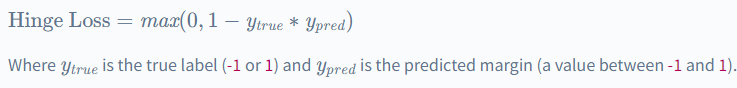 Hinge Loss = max(0, 1 − y_true * y_pred)
Where y_true is the true label (-1 or 1) and y_pred is the predicted margin (a value between -1 and 1).